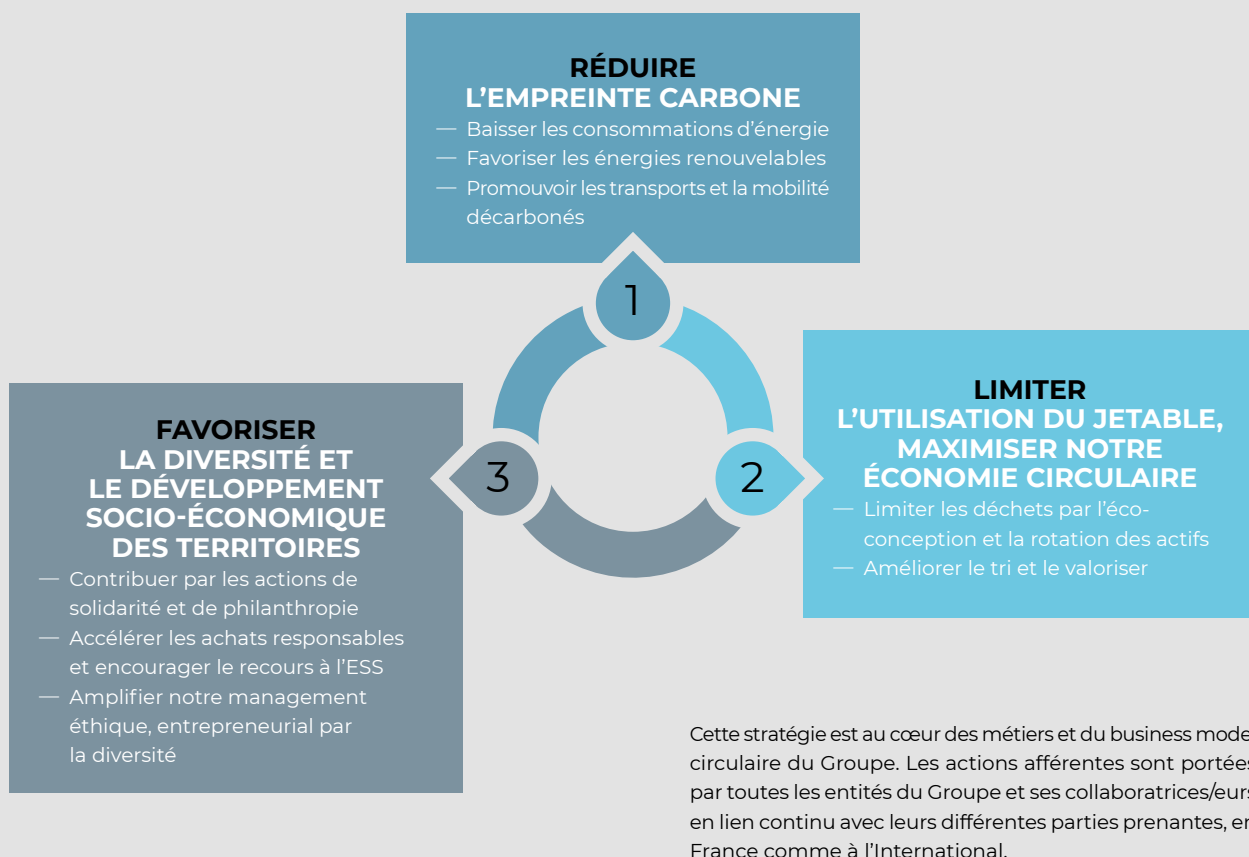 RÉDUIRE
L’EMPREINTE CARBONE
— Baisser les consommations d’énergie
— Favoriser les énergies renouvelables
— Promouvoir les transports et la mobilité
décarbonés
1
LIMITER
L’UTILISATION DU JETABLE,
MAXIMISER NOTRE
ÉCONOMIE CIRCULAIRE
— Limiter les déchets par l’éco-
conception et la rotation des actifs
— Améliorer le tri et le valoriser
2
FAVORISER
LA DIVERSITÉ ET
LE DÉVELOPPEMENT
SOCIO-ÉCONOMIQUE
DES TERRITOIRES
— Contribuer par les actions de
solidarité et de philanthropie
— Accélérer les achats responsables
et encourager le recours à l’ESS
— Amplifier notre management
éthique, entrepreneurial par
la diversité
3
Cette stratégie est au cœur des métiers et du business mode
circulaire du Groupe. Les actions afférentes sont portées
par toutes les entités du Groupe et ses collaboratrices/eurs
en lien continu avec leurs différentes parties prenantes, en
France comme à l’International.